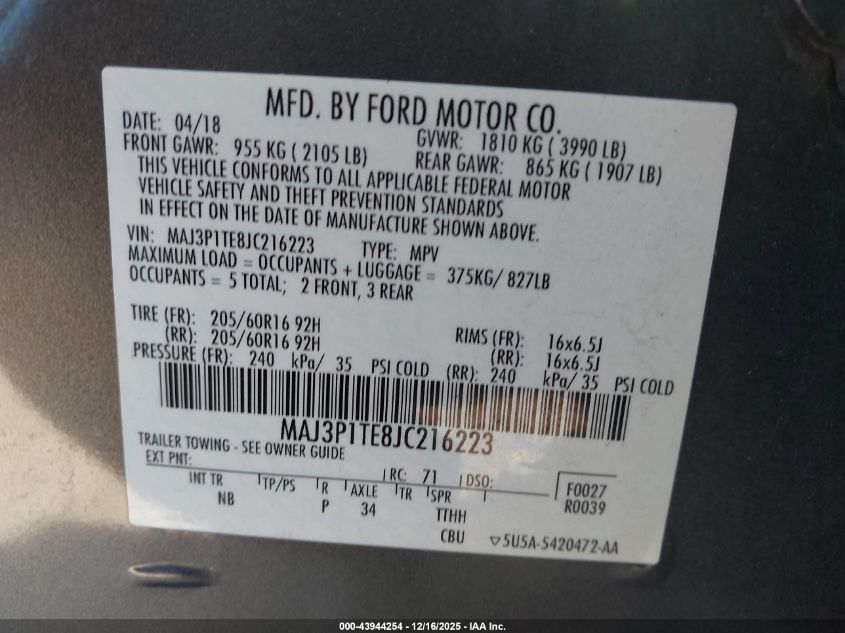 MFD. BY FORD MOTOR CO.
DATE: 04/18 GVWR: 1810 KG ( 3990 LB)
FRONT GAWR: 955 KG ( 2105 LB) REAR GAWR: 865 KG ( 1907 LB)
THIS VEHICLE CONFORMS TO ALL APPLICABLE FEDERAL MOTOR
VEHICLE SAFETY AND THEFT PREVENTION STANDARDS
IN EFFECT ON THE DATE OF MANUFACTURE SHOWN ABOVE.
VIN: MAJ3P1TE8JC216223 TYPE: MPV
MAXIMUM LOAD = OCCUPANTS + LUGGAGE = 375KG/ 827LB
OCCUPANTS = 5 TOTAL; 2 FRONT, 3 REAR
TIRE (FR): 205/60R16 92H RIMS (FR): 16x6.5J
(RR): 205/60R16 92H (RR): 16x6.5J
PRESSURE (FR): 240 kPa/ 35 PSI COLD (RR): 240 kPa/ 35 PSI COLD
MAJ3P1TE8JC216223
TRAILER TOWING - SEE OWNER GUIDE
EXT PNT: RC: 71 DSO:
INT TR TP/PS R AXLE TR SPR F0027
NB P 34 TTHH R0039
CBU ▽5U5A-5420472-AA
000-43944254 - 12/16/2025 - IAA Inc.